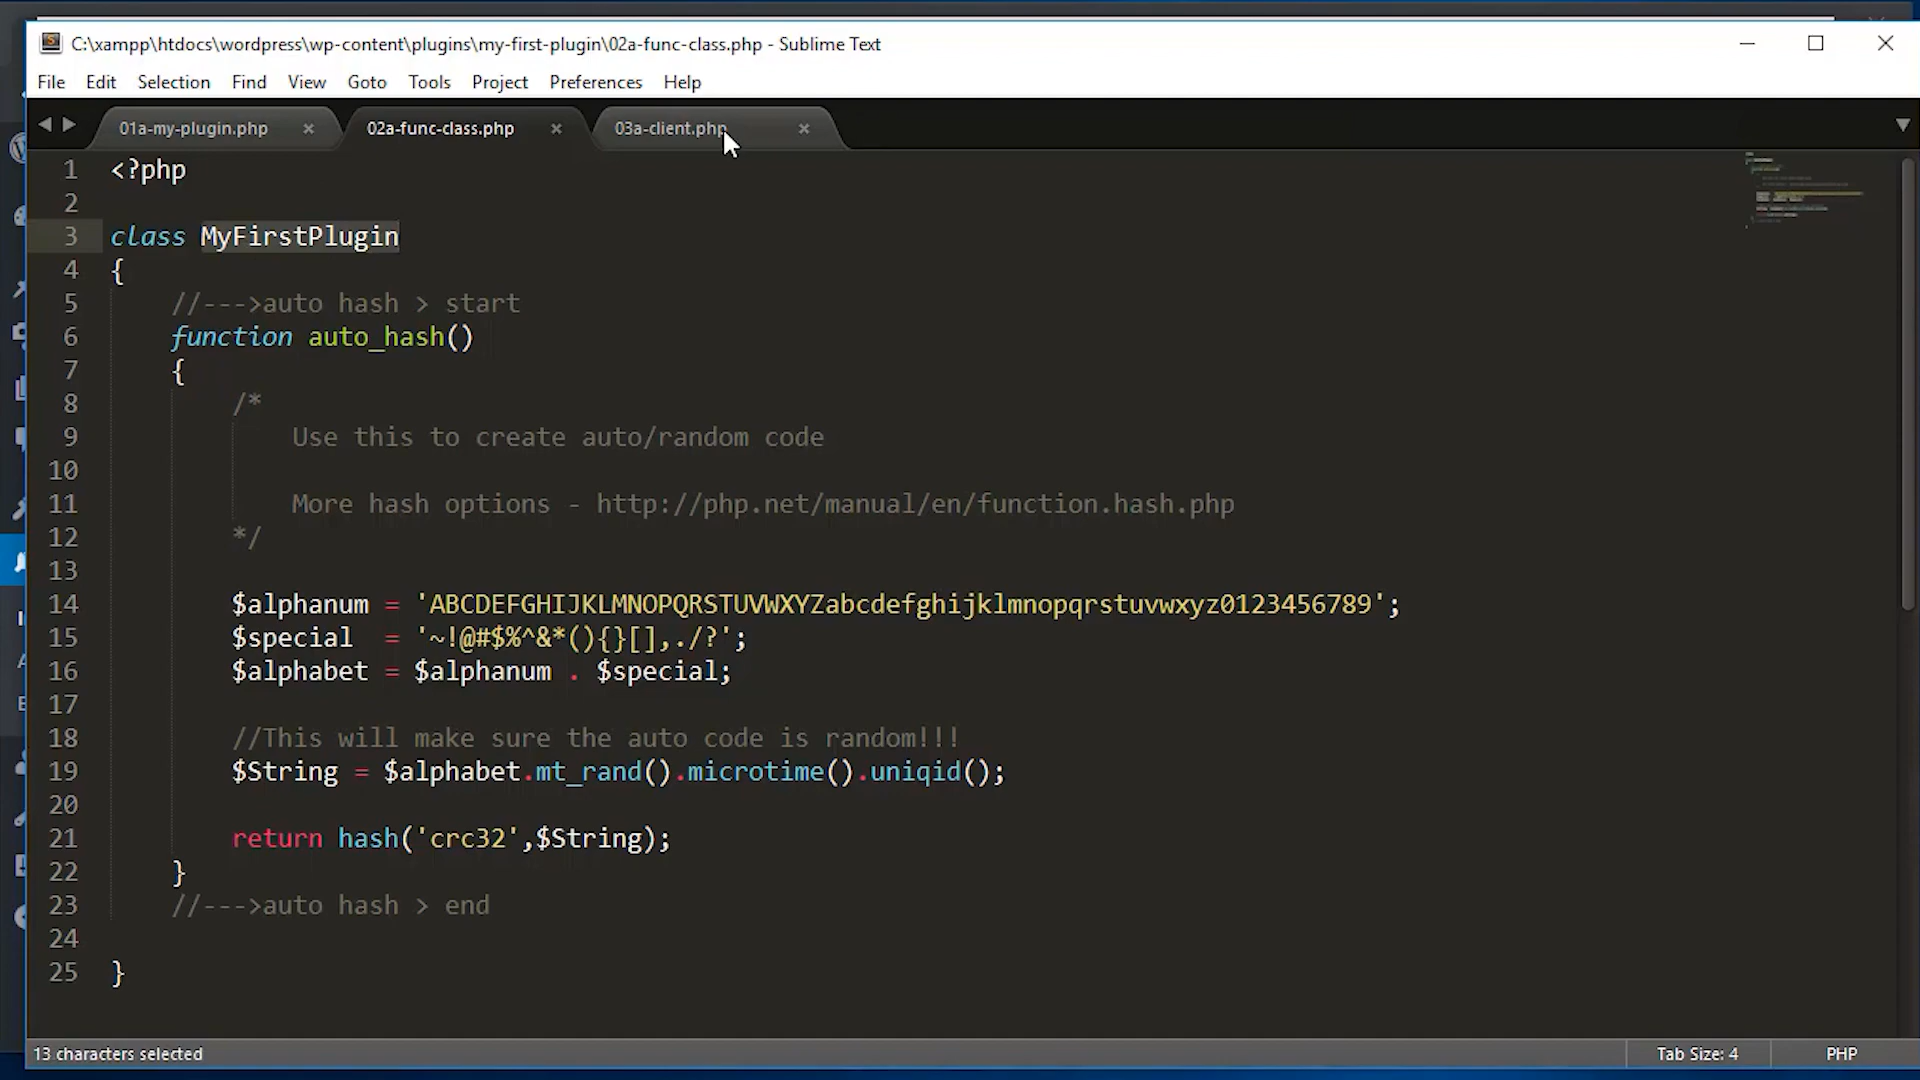 C:\xampp\htdocs\wordpress\wp-content\plugins\my-first-plugin\02a-func-class.php - Sublime Text
File Edit Selection Find View Goto Tools Project Preferences Help
01a-my-plugin.php × 02a-func-class.php × 03a-client.php ×
1 <?php
2
3 class MyFirstPlugin
4 {
5 //--->auto hash > start
6 function auto_hash()
7 {
8 /*
9 Use this to create auto/random code
10
11 More hash options - http://php.net/manual/en/function.hash.php
12 */
13
14 $alphanum = 'ABCDEFGHIJKLMNOPQRSTUVWXYZabcdefghijklmnopqrstuvwxyz0123456789';
15 $special  = '~!@#$%^&*(){}[],./?';
16 $alphabet = $alphanum . $special;
17
18 //This will make sure the auto code is random!!!
19 $String = $alphabet.mt_rand().microtime().uniqid();
20
21 return hash('crc32',$String);
22 }
23 //--->auto hash > end
24
25 }
13 characters selected
Tab Size: 4
PHP